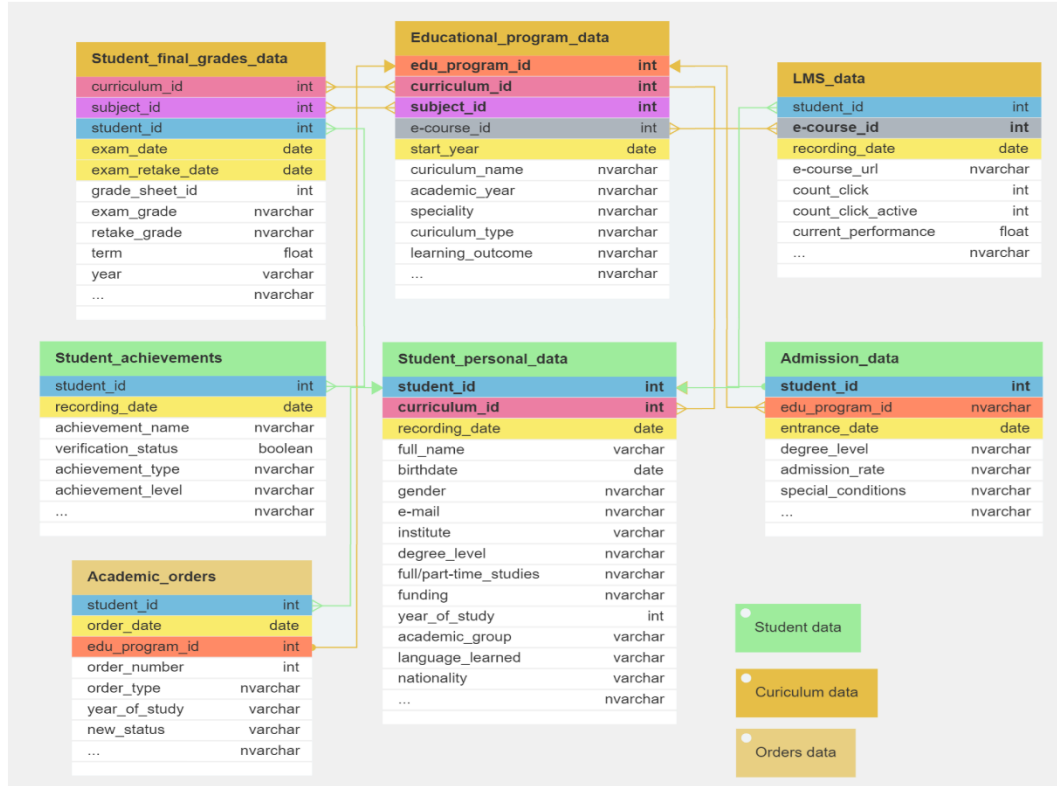 Student_final_grades_data
curriculum_id int
subject_id int
student_id int
exam_date date
exam_retake_date date
grade_sheet_id int
exam_grade nvarchar
retake_grade nvarchar
term float
year varchar
... nvarchar
Educational_program_data
edu_program_id int
curriculum_id int
subject_id int
e-course_id int
start_year date
curiculum_name nvarchar
academic_year nvarchar
speciality nvarchar
curiculum_type nvarchar
learning_outcome nvarchar
... nvarchar
LMS_data
student_id int
e-course_id int
recording_date date
e-course_url nvarchar
count_click int
count_click_active int
current_performance float
... nvarchar
Student_achievements
student_id int
recording_date date
achievement_name nvarchar
verification_status boolean
achievement_type nvarchar
achievement_level nvarchar
... nvarchar
Student_personal_data
student_id int
curriculum_id int
recording_date date
full_name varchar
birthdate date
gender nvarchar
e-mail nvarchar
institute varchar
degree_level nvarchar
full/part-time_studies nvarchar
funding nvarchar
year_of_study int
academic_group varchar
language_learned varchar
nationality varchar
... nvarchar
Admission_data
student_id int
edu_program_id nvarchar
entrance_date date
degree_level nvarchar
admission_rate nvarchar
special_conditions nvarchar
... nvarchar
Academic_orders
student_id int
order_date date
edu_program_id int
order_number int
order_type nvarchar
year_of_study varchar
new_status varchar
... nvarchar
Student data
Curiculum data
Orders data